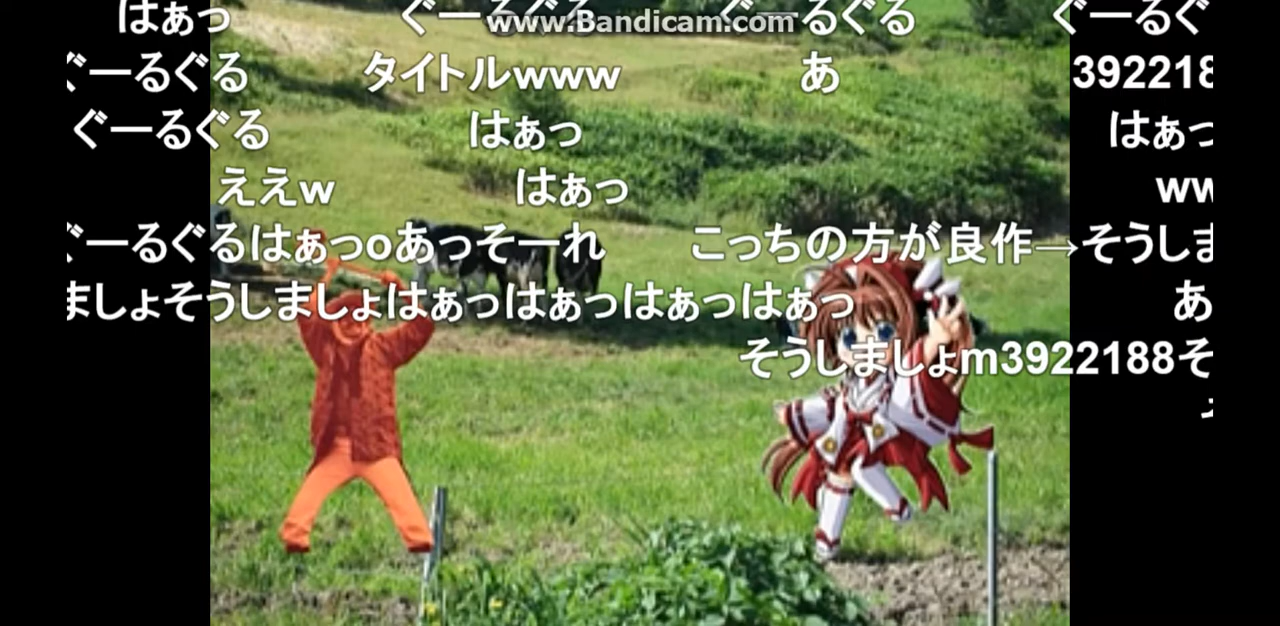 www.Bandicam.com
はぁっ ぐーるぐる ぐーるぐる ぐーるぐ
ぐーるぐる タイトルwww あ 392218
ぐーるぐる はぁっ はぁっ
ええw はぁっ ww
ぐーるぐるはぁっoあっそーれ こっちの方が良作→そうしま
ましょそうしましょはぁっはぁっはぁっはぁっ あ
そうしましょm3922188そ